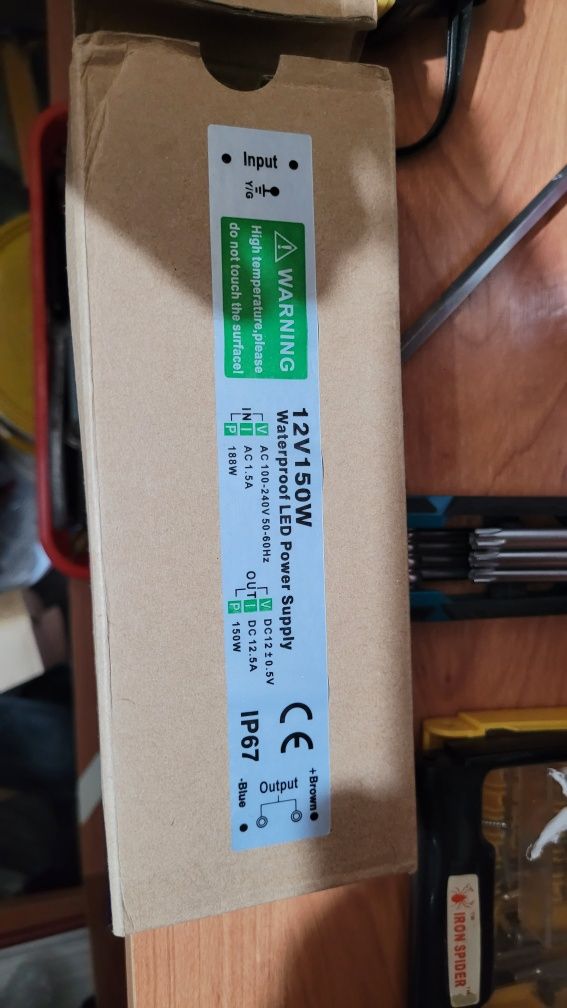 Input
Y/G
WARNING
High temperature,please
do not touch the surface!
12V150W
Waterproof LED Power Supply
IN
V AC 100-240V 50-60Hz
I AC 1.5A
P 188W
OUT
V DC12±0.5V
I DC 12.5A
P 150W
CE
IP67
Output
+Brown
-Blue
IRON SPIDER